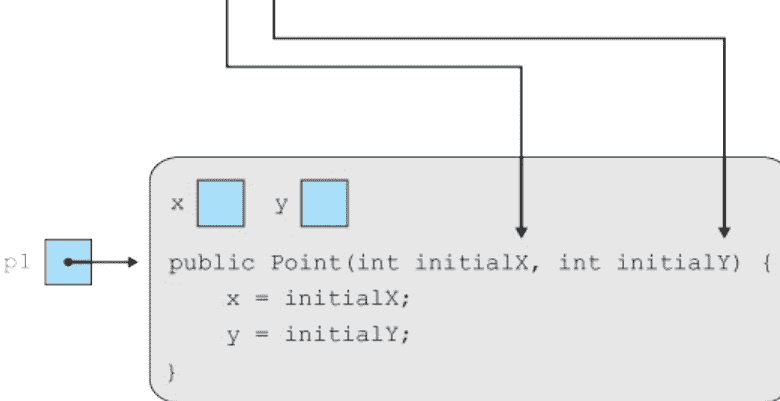 x y
p1
public Point(int initialX, int initialY) {
x = initialX;
y = initialY;
}